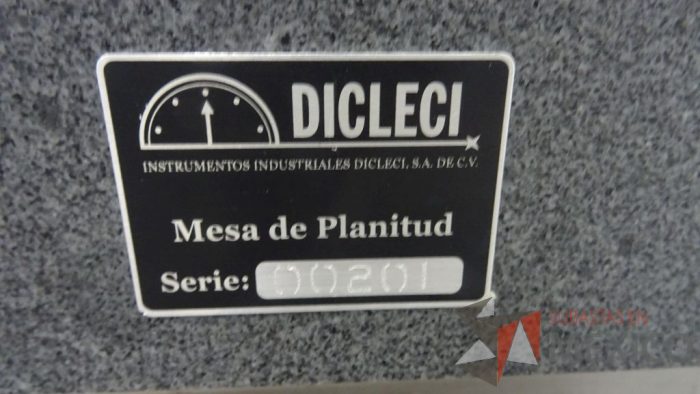 DICLECI
INSTRUMENTOS INDUSTRIALES DICLECI, S.A. DE C.V.
Mesa de Planitud
Serie: 00201